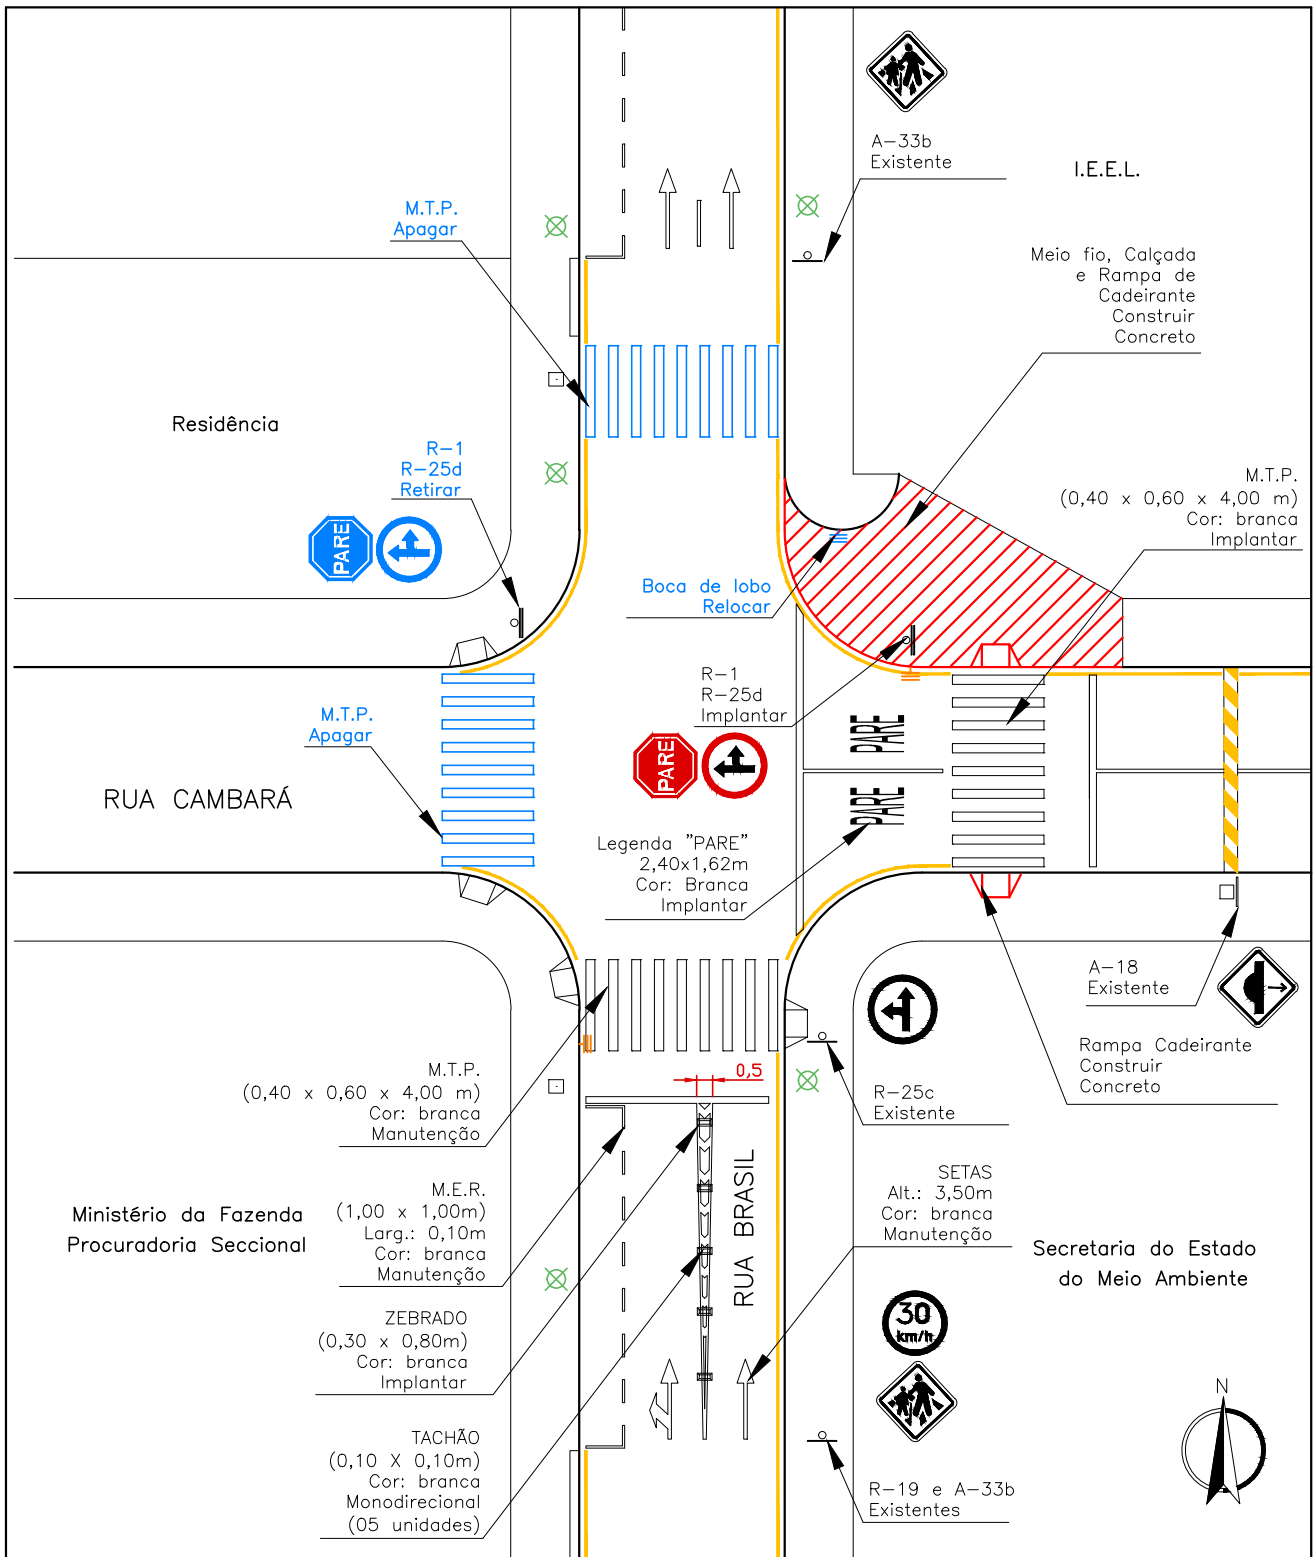 A-33b
Existente
I.E.E.L.
M.T.P.
Apagar
Meio fio, Calçada
e Rampa de
Cadeirante
Construir
Concreto
Residência
R-1
R-25d
Retirar
PARE
M.T.P.
(0,40 x 0,60 x 4,00 m)
Cor: branca
Implantar
Boca de lobo
Relocar
R-1
R-25d
Implantar
PARE
PARE
PARE
M.T.P.
Apagar
RUA CAMBARÁ
Legenda "PARE"
2,40x1,62m
Cor: Branca
Implantar
A-18
Existente
Rampa Cadeirante
Construir
Concreto
R-25c
Existente
0,5
M.T.P.
(0,40 x 0,60 x 4,00 m)
Cor: branca
Manutenção
M.E.R.
(1,00 x 1,00m)
Larg.: 0,10m
Cor: branca
Manutenção
Ministério da Fazenda
Procuradoria Seccional
RUA BRASIL
SETAS
Alt.: 3,50m
Cor: branca
Manutenção
Secretaria do Estado
do Meio Ambiente
ZEBRADO
(0,30 x 0,80m)
Cor: branca
Implantar
30
km/h
TACHÃO
(0,10 X 0,10m)
Cor: branca
Monodirecional
(05 unidades)
R-19 e A-33b
Existentes
N